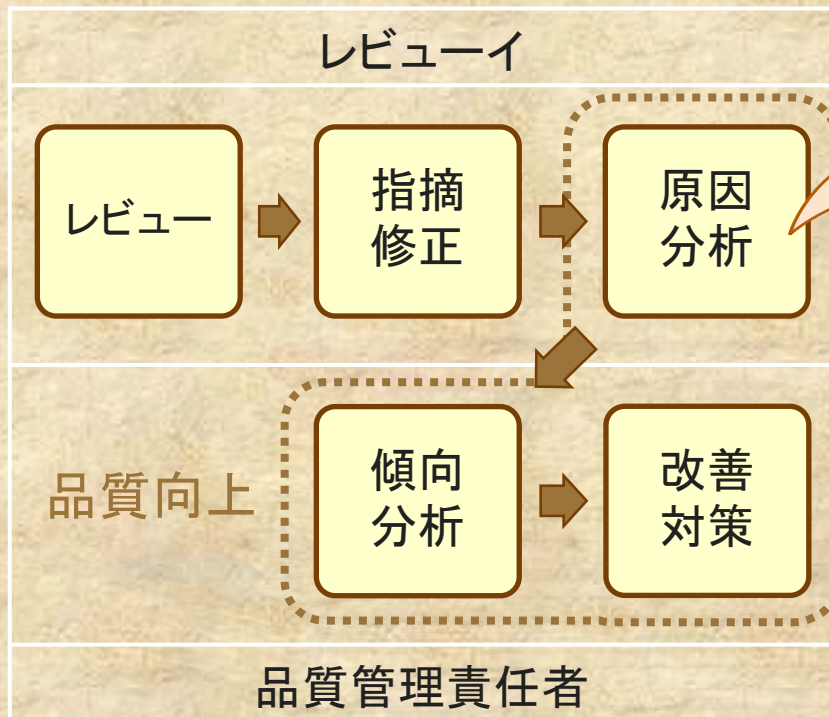 レビューイ
レビュー
指摘
修正
原因
分析
品質向上
傾向
分析
改善
対策
品質管理責任者